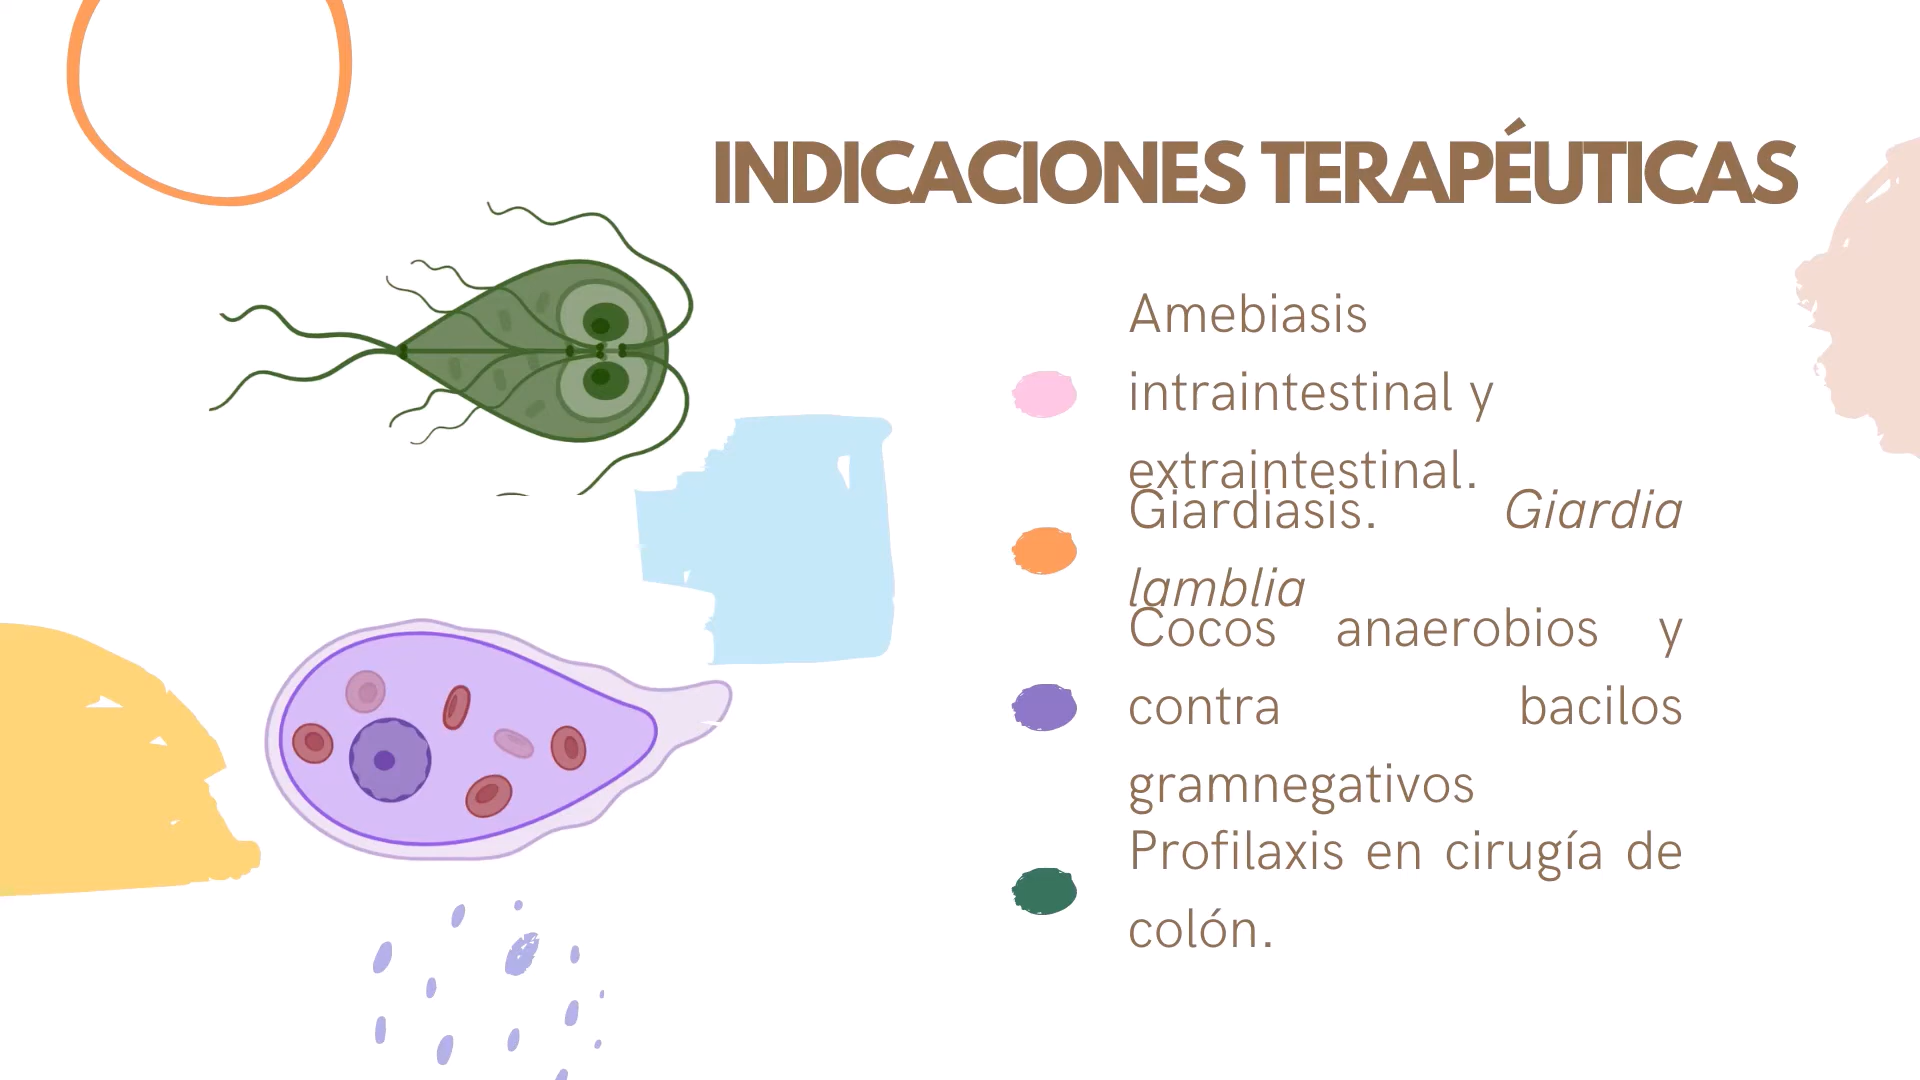 INDICACIONES TERAPÉUTICAS
Amebiasis
intraintestinal y
extraintestinal.
Giardiasis. Giardia
lamblia
Cocos anaerobios y
contra bacilos
gramnegativos
Profilaxis en cirugía de
colón.